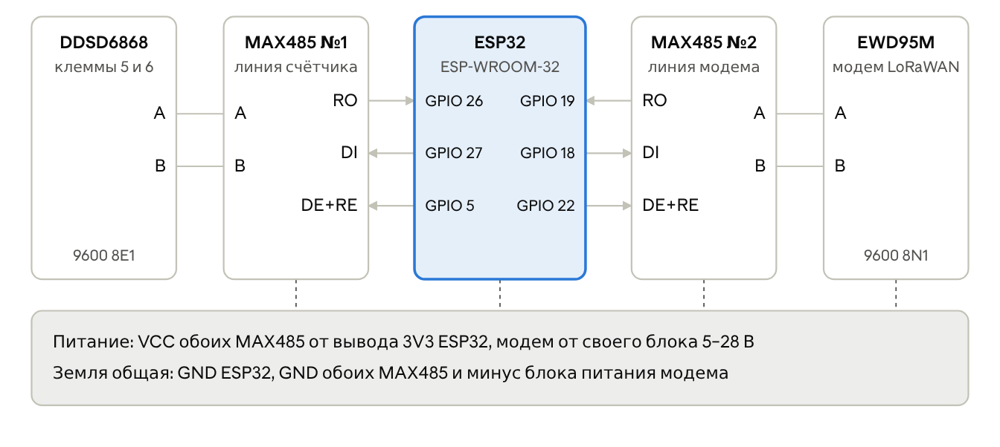 DDSD6868
клеммы 5 и 6
A
B
9600 8E1
MAX485 №1
линия счётчика
A
B
RO
DI
DE+RE
ESP32
ESP-WROOM-32
GPIO 26
GPIO 19
GPIO 27
GPIO 18
GPIO 5
GPIO 22
MAX485 №2
линия модема
RO
DI
DE+RE
A
B
EWD95M
модем LoRaWAN
A
B
9600 8N1
Питание: VCC обоих MAX485 от вывода 3V3 ESP32, модем от своего блока 5–28 В
Земля общая: GND ESP32, GND обоих MAX485 и минус блока питания модема